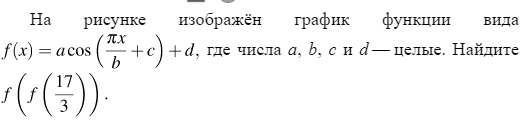 На рисунке изображён график функции вида
f(x) = a cos(πx/b + c) + d, где числа a, b, c и d — целые. Найдите
f(f(17/3)).